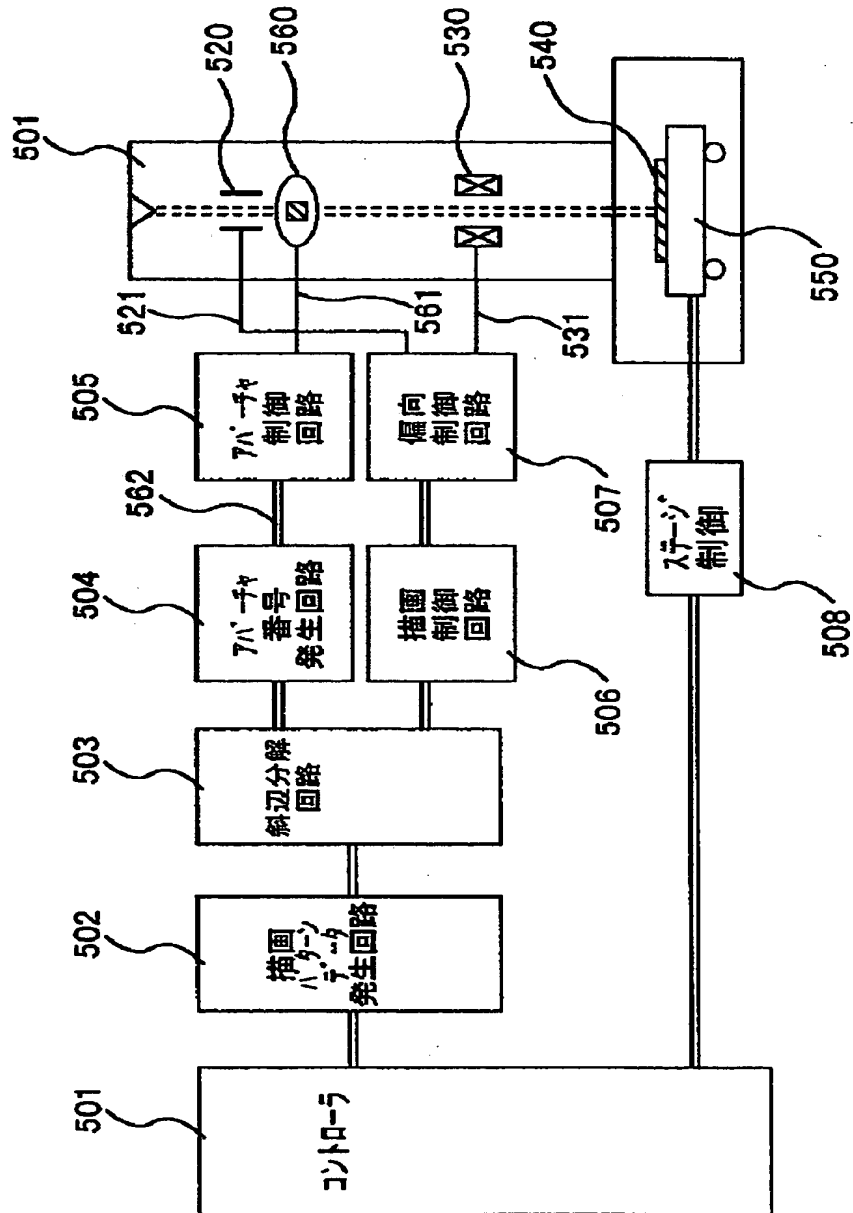 501
コントローラ
502
描画
パターン
データ
発生回路
503
斜辺分解
回路
504
アパーチャ
番号
発生回路
562
505
アパーチャ
制御
回路
506
描画
制御
回路
507
偏向
制御
回路
508
ステージ
制御
501
520
560
530
540
550
521
561
531